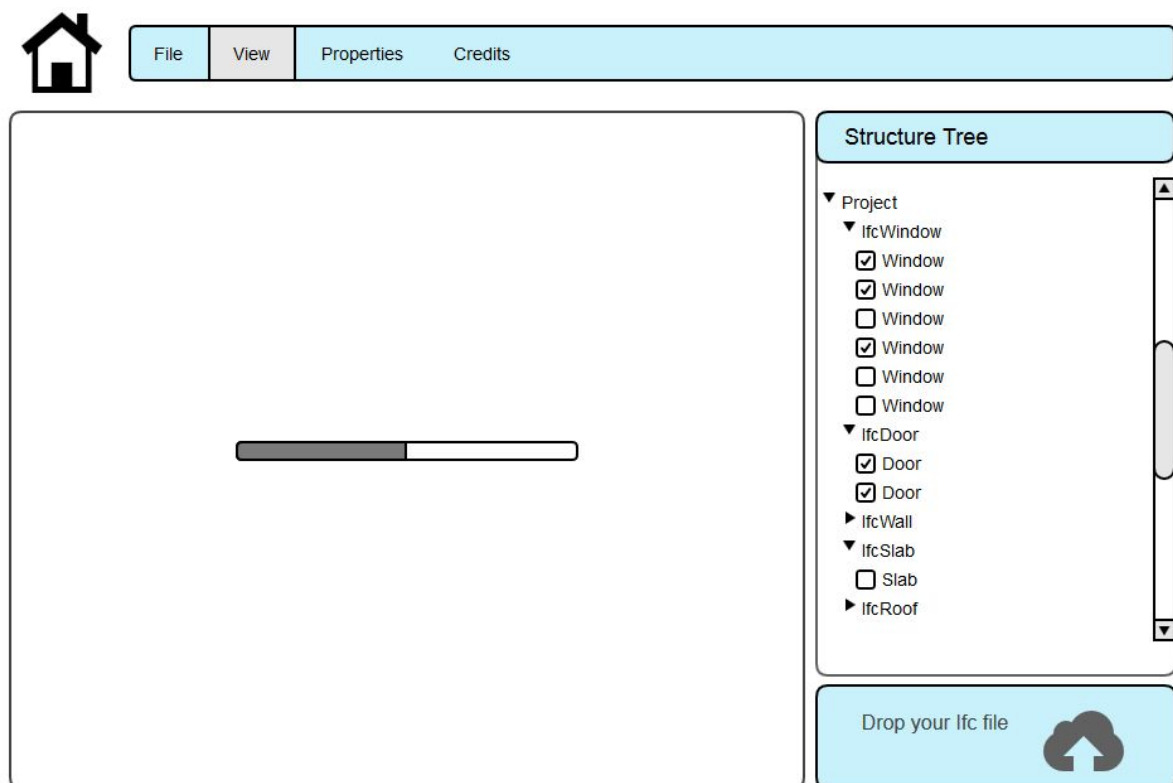 File View Properties Credits
Structure Tree
Project
IfcWindow
Window
Window
Window
Window
Window
Window
IfcDoor
Door
Door
IfcWall
IfcSlab
Slab
IfcRoof
Drop your Ifc file